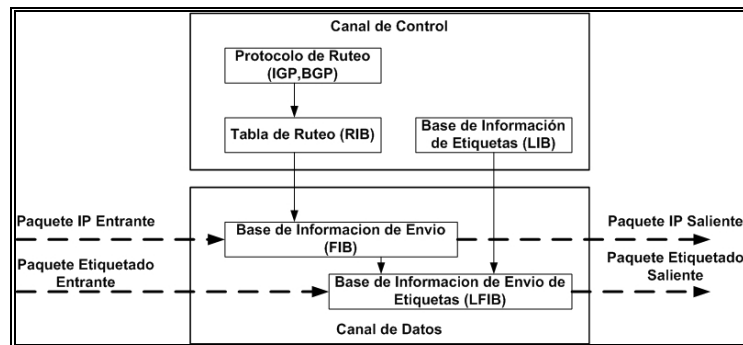 Canal de Control
Protocolo de Ruteo
(IGP,BGP)
Tabla de Ruteo (RIB)
Base de Información
de Etiquetas (LIB)
Paquete IP Entrante
Base de Informacion de Envio
(FIB)
Paquete IP Saliente
Paquete Etiquetado
Entrante
Base de Informacion de Envio de
Etiquetas (LFIB)
Paquete Etiquetado
Saliente
Canal de Datos